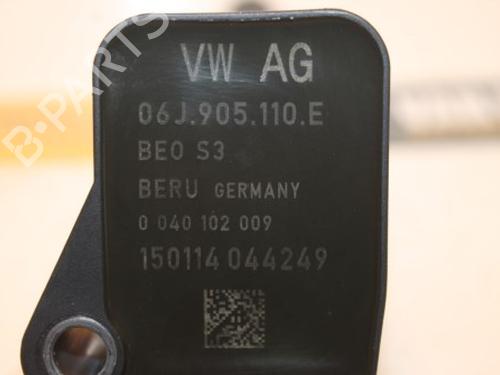 VW AG
06J.905.110.E
BEO S3
BERU GERMANY
0 040 102 009
150114 044249
B-PARTS